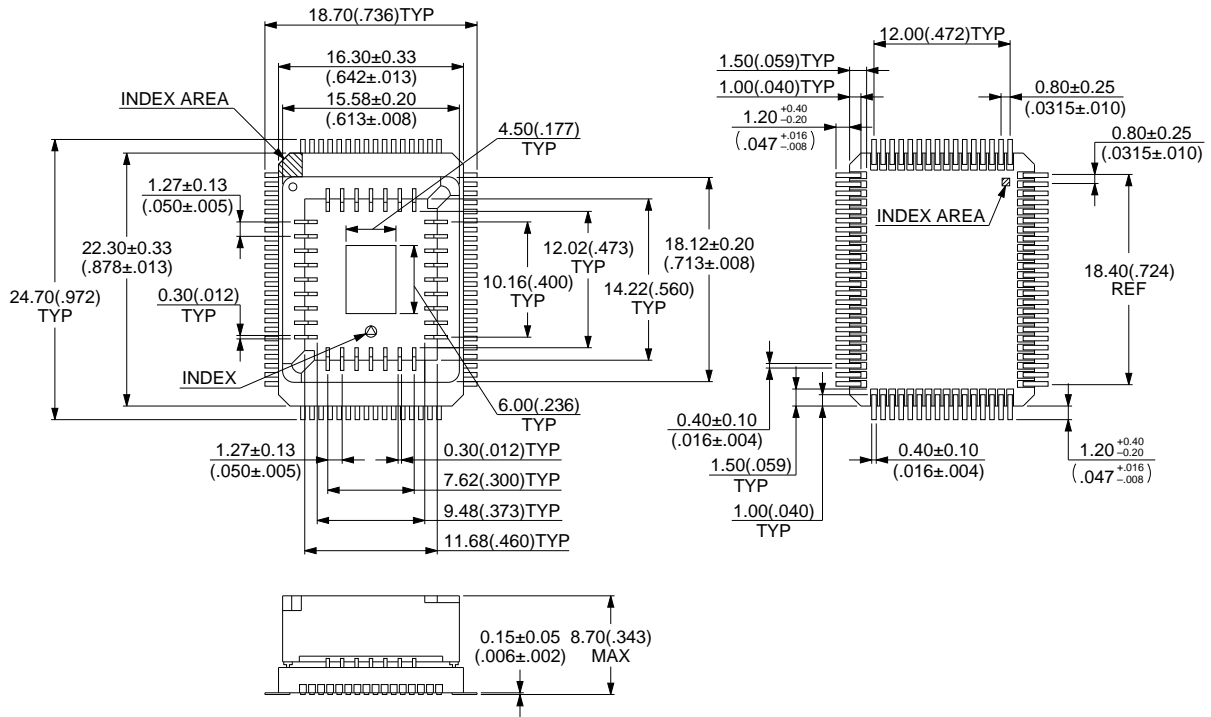 18.70(.736)TYP
16.30±0.33
(.642±.013)
INDEX AREA
15.58±0.20
(.613±.008)
4.50(.177)
TYP
1.27±0.13
(.050±.005)
22.30±0.33
(.878±.013)
24.70(.972)
TYP
0.30(.012)
TYP
INDEX
12.02(.473)
TYP
10.16(.400)
TYP
14.22(.560)
TYP
18.12±0.20
(.713±.008)
6.00(.236)
TYP
1.27±0.13
(.050±.005)
0.30(.012)TYP
7.62(.300)TYP
9.48(.373)TYP
11.68(.460)TYP
12.00(.472)TYP
1.50(.059)TYP
1.00(.040)TYP
0.80±0.25
(.0315±.010)
1.20 +0.40 –0.20
(.047 +.016 –.008)
0.80±0.25
(.0315±.010)
INDEX AREA
18.40(.724)
REF
0.40±0.10
(.016±.004)
1.50(.059)
TYP
1.00(.040)
TYP
0.40±0.10
(.016±.004)
1.20 +0.40 –0.20
(.047 +.016 –.008)
0.15±0.05
(.006±.002)
8.70(.343)
MAX